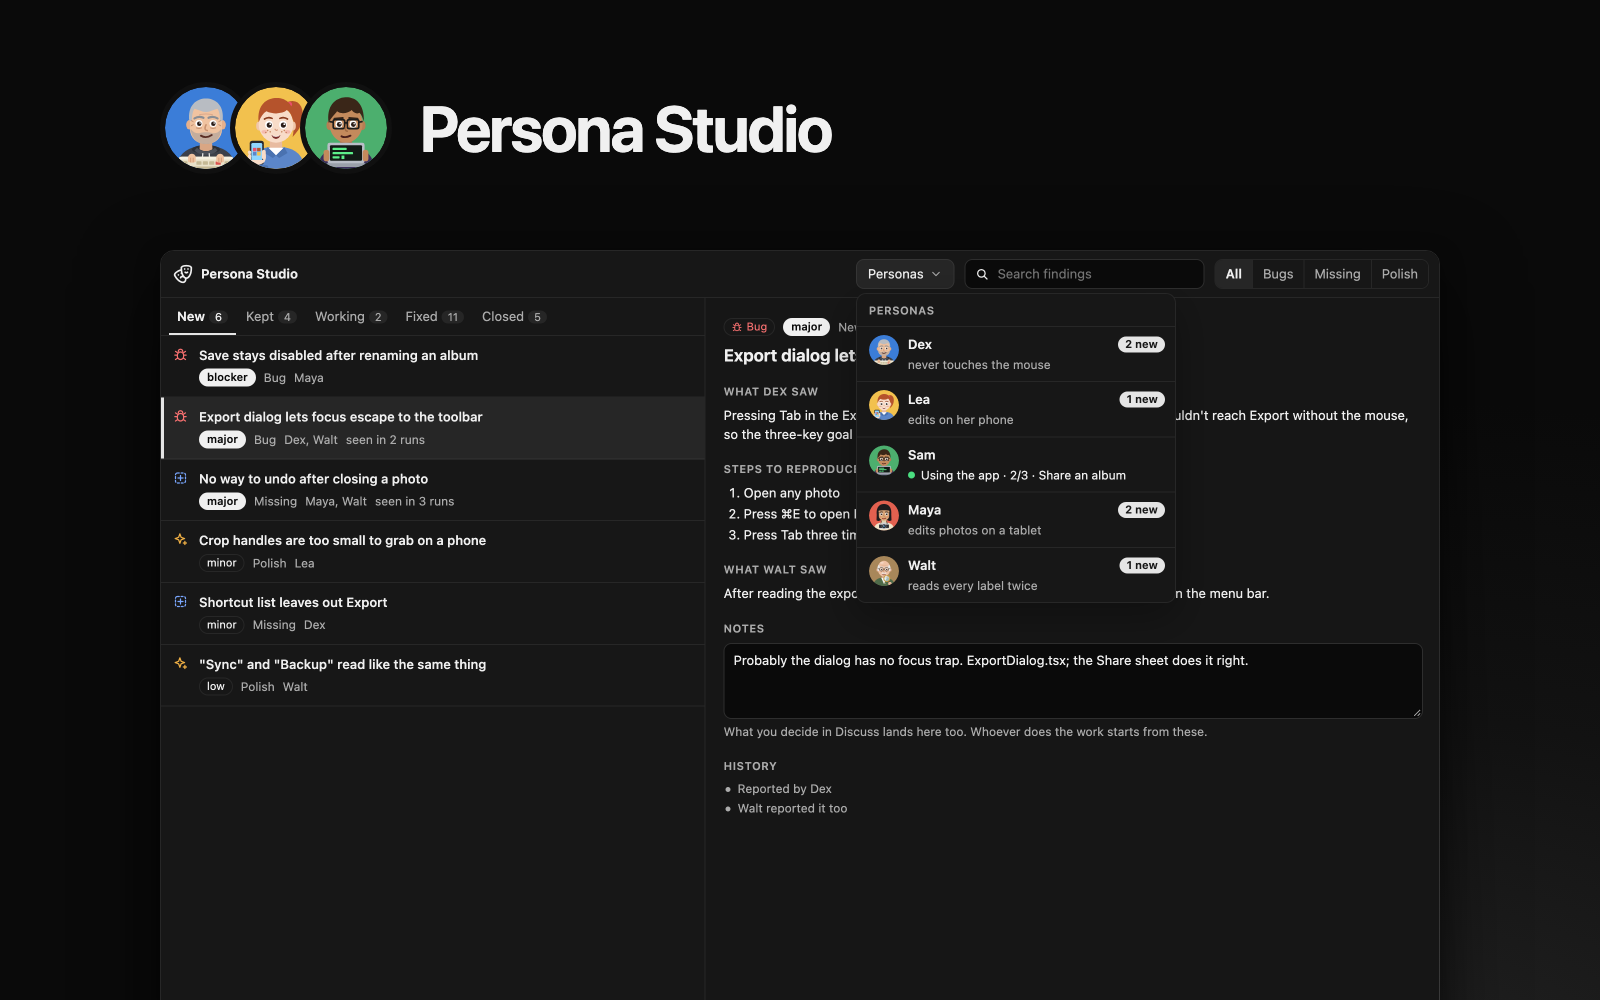 Persona Studio
Persona Studio
Personas
Search findings
All
Bugs
Missing
Polish
New 6
Kept 4
Working 2
Fixed 11
Closed 5
Save stays disabled after renaming an album
blocker Bug Maya
Export dialog lets focus escape to the toolbar
major Bug Dex, Walt seen in 2 runs
No way to undo after closing a photo
major Missing Maya, Walt seen in 3 runs
Crop handles are too small to grab on a phone
minor Polish Lea
Shortcut list leaves out Export
minor Missing Dex
"Sync" and "Backup" read like the same thing
low Polish Walt
Bug major
Export dialog
WHAT DEX SAW
Pressing Tab in the reach Export without the mouse,
so the three-key goal
STEPS TO REPRODUCE
1. Open any photo
2. Press ⌘E to open
3. Press Tab three
WHAT WALT SAW
After reading the the menu bar.
PERSONAS
Dex 2 new
never touches the mouse
Lea 1 new
edits on her phone
Sam
Using the app · 2/3 · Share an album
Maya 2 new
edits photos on a tablet
Walt 1 new
reads every label twice
NOTES
Probably the dialog has no focus trap. ExportDialog.tsx; the Share sheet does it right.
What you decide in Discuss lands here too. Whoever does the work starts from these.
HISTORY
• Reported by Dex
• Walt reported it too